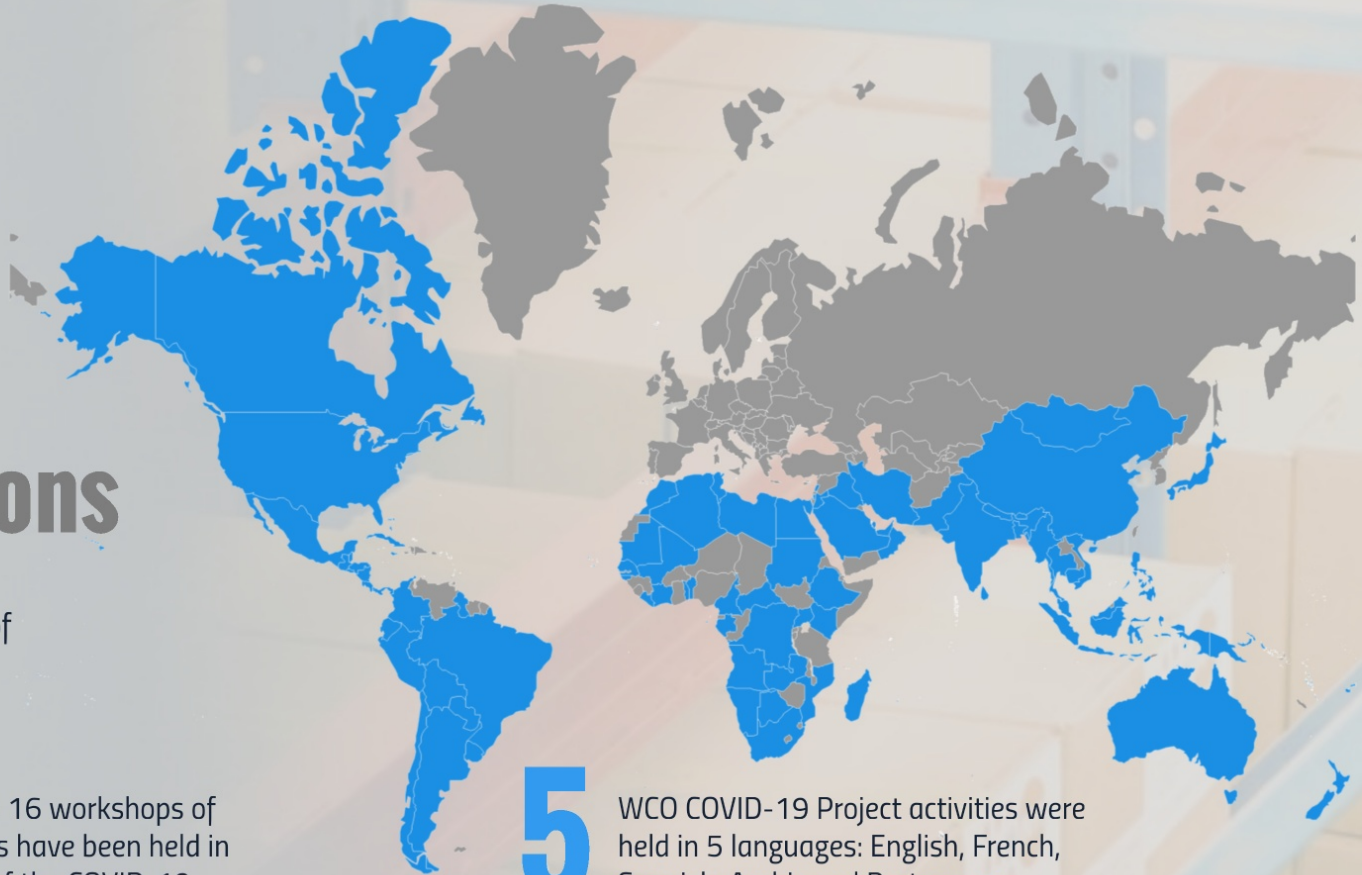 ons
f
16 workshops of
s have been held in
5
WCO COVID-19 Project activities were
held in 5 languages: English, French,